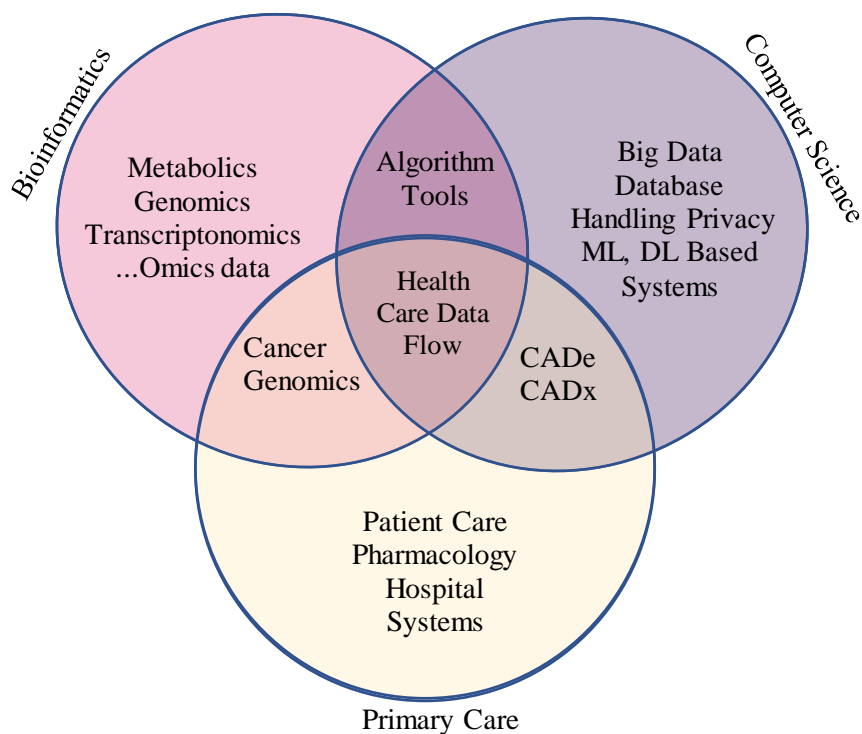 Bioinformatics
Computer Science
Metabolics
Genomics
Transcriptonomics
...Omics data
Algorithm
Tools
Big Data
Database
Handling Privacy
ML, DL Based
Systems
Health
Care Data
Flow
Cancer
Genomics
CADe
CADx
Patient Care
Pharmacology
Hospital
Systems
Primary Care